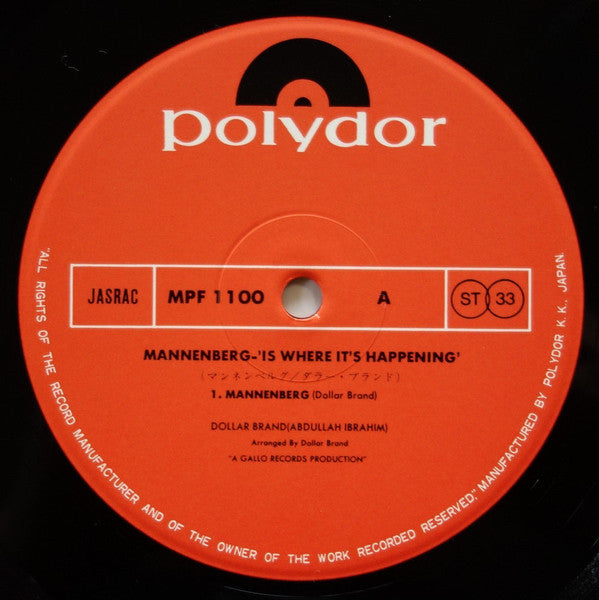 polydor
JASRAC MPF 1100 A ST 33
MANNENBERG-'IS WHERE IT'S HAPPENING'
(マンネンベルグ/ダラー・ブランド)
1. MANNENBERG (Dollar Brand)
DOLLAR BRAND(ABDULLAH IBRAHIM)
Arranged By Dollar Brand
"A GALLO RECORDS PRODUCTION"
"ALL RIGHTS OF THE RECORD MANUFACTURER AND OF THE OWNER OF THE WORK RECORDED RESERVED." MANUFACTURED BY POLYDOR K.K., JAPAN.